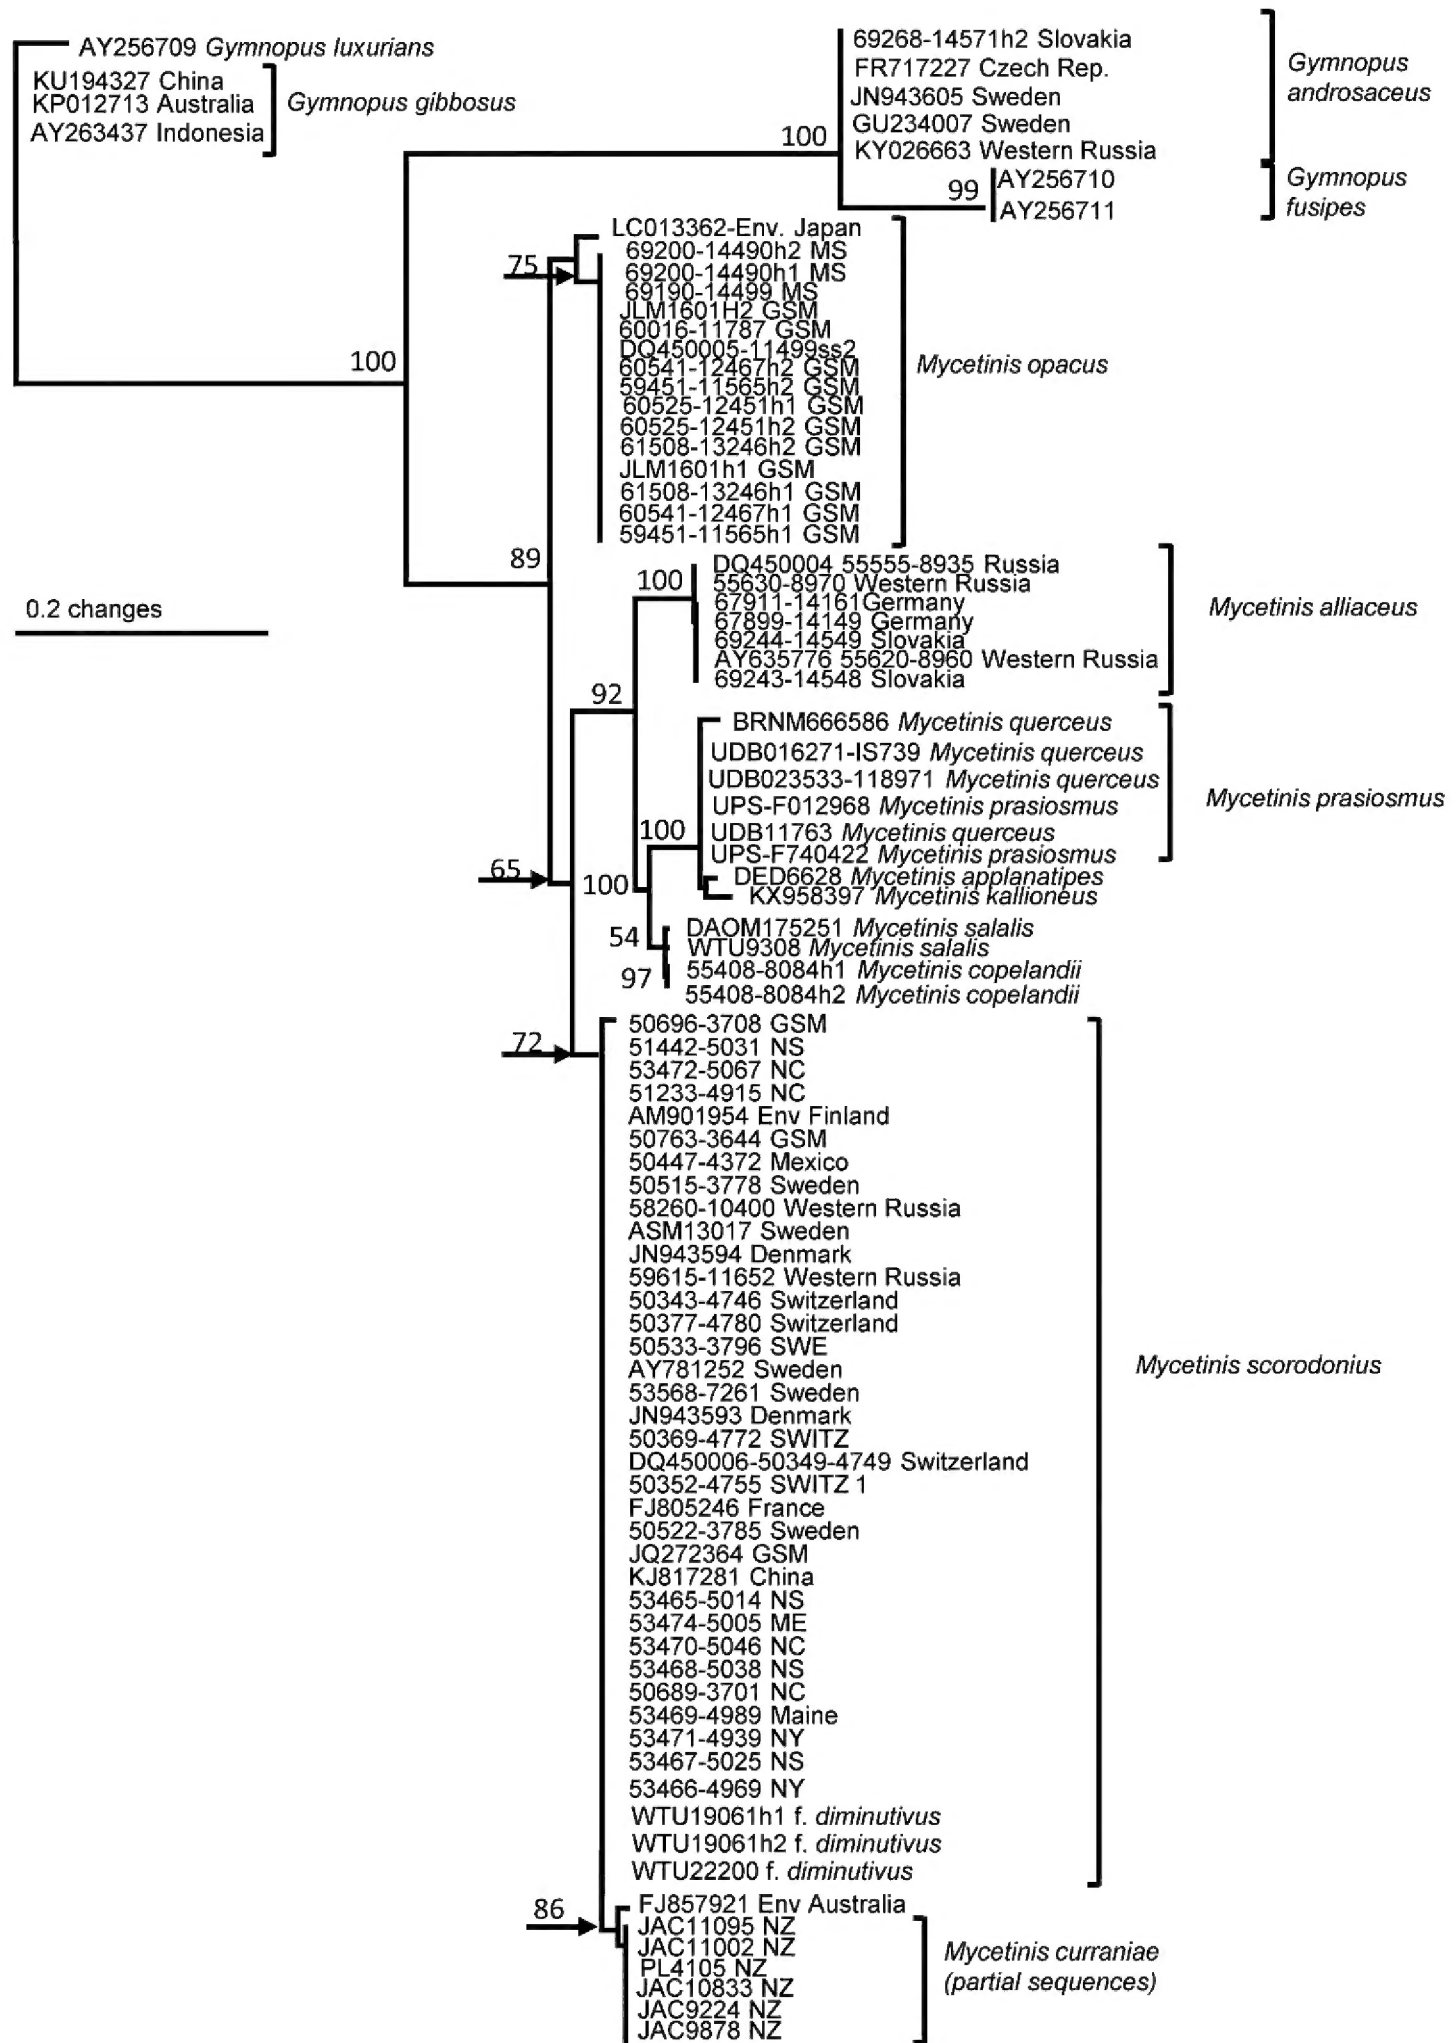 AY256709 Gymnopus luxurians
KU194327 China
KP012713 Australia
AY263437 Indonesia
Gymnopus gibbosus
69268-14571h2 Slovakia
FR717227 Czech Rep.
JN943605 Sweden
GU234007 Sweden
KY026663 Western Russia
Gymnopus
androsaceus
100
99
AY256710
AY256711
Gymnopus
fusipes
LC013362-Env. Japan
69200-14490h2 MS
75
69200-14490h1 MS
69190-14499 MS
JLM1601H2 GSM
60016-11787 GSM
DQ450005-11499ss2
60541-12467h2 GSM
59451-11565h2 GSM
60525-12451h1 GSM
60525-12451h2 GSM
61508-13246h2 GSM
JLM1601h1 GSM
61508-13246h1 GSM
60541-12467h1 GSM
59451-11565h1 GSM
Mycetinis opacus
100
89
0.2 changes
100
DQ450004 55555-8935 Russia
55630-8970 Western Russia
67911-14161Germany
67899-14149 Germany
69244-14549 Slovakia
AY635776 55620-8960 Western Russia
69243-14548 Slovakia
Mycetinis alliaceus
92
BRNM666586 Mycetinis querceus
UDB016271-IS739 Mycetinis querceus
UDB023533-118971 Mycetinis querceus
UPS-F012968 Mycetinis prasiosmus
UDB11763 Mycetinis querceus
UPS-F740422 Mycetinis prasiosmus
Mycetinis prasiosmus
100
65
100
DED6628 Mycetinis applanatipes
KX958397 Mycetinis kallioneus
54
DAOM175251 Mycetinis salalis
WTU9308 Mycetinis salalis
97
55408-8084h1 Mycetinis copelandii
55408-8084h2 Mycetinis copelandii
72
50696-3708 GSM
51442-5031 NS
53472-5067 NC
51233-4915 NC
AM901954 Env Finland
50763-3644 GSM
50447-4372 Mexico
50515-3778 Sweden
58260-10400 Western Russia
ASM13017 Sweden
JN943594 Denmark
59615-11652 Western Russia
50343-4746 Switzerland
50377-4780 Switzerland
50533-3796 SWE
AY781252 Sweden
53568-7261 Sweden
JN943593 Denmark
50369-4772 SWITZ
DQ450006-50349-4749 Switzerland
50352-4755 SWITZ 1
FJ805246 France
50522-3785 Sweden
JQ272364 GSM
KJ817281 China
53465-5014 NS
53474-5005 ME
53470-5046 NC
53468-5038 NS
50689-3701 NC
53469-4989 Maine
53471-4939 NY
53467-5025 NS
53466-4969 NY
WTU19061h1 f. diminutivus
WTU19061h2 f. diminutivus
WTU22200 f. diminutivus
Mycetinis scorodonius
86
FJ857921 Env Australia
JAC11095 NZ
JAC11002 NZ
PL4105 NZ
JAC10833 NZ
JAC9224 NZ
JAC9878 NZ
Mycetinis curraniae
(partial sequences)